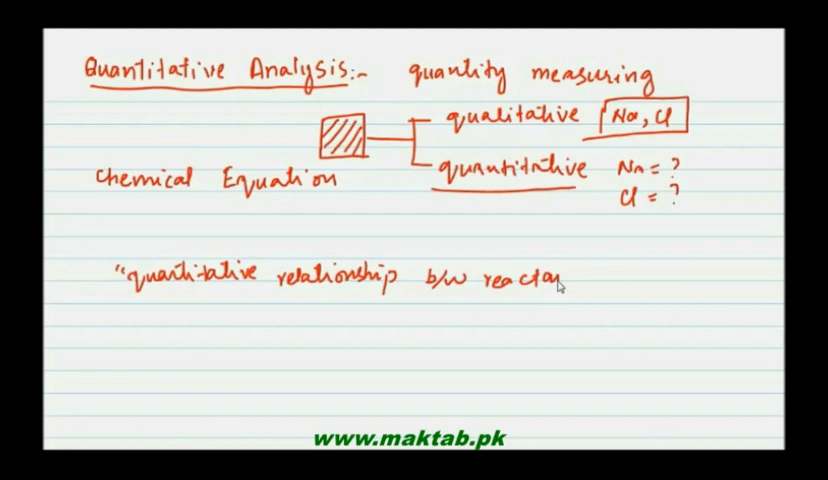 Quantitative Analysis:- quantity measuring
qualitative Na, Cl
Chemical Equation quantitative Na = ?
Cl = ?
"quantitative relationship b/w reactan
www.maktab.pk